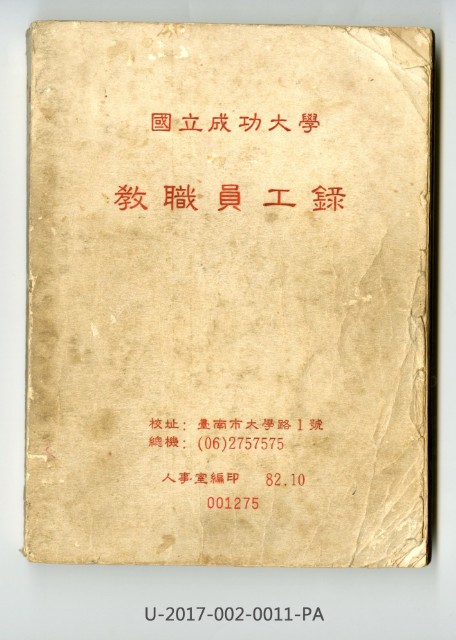 國立成功大學
教職員工錄
校址：臺南市大學路1號
總機：(06)2757575
人事室編印 82.10
001275
U-2017-002-0011-PA